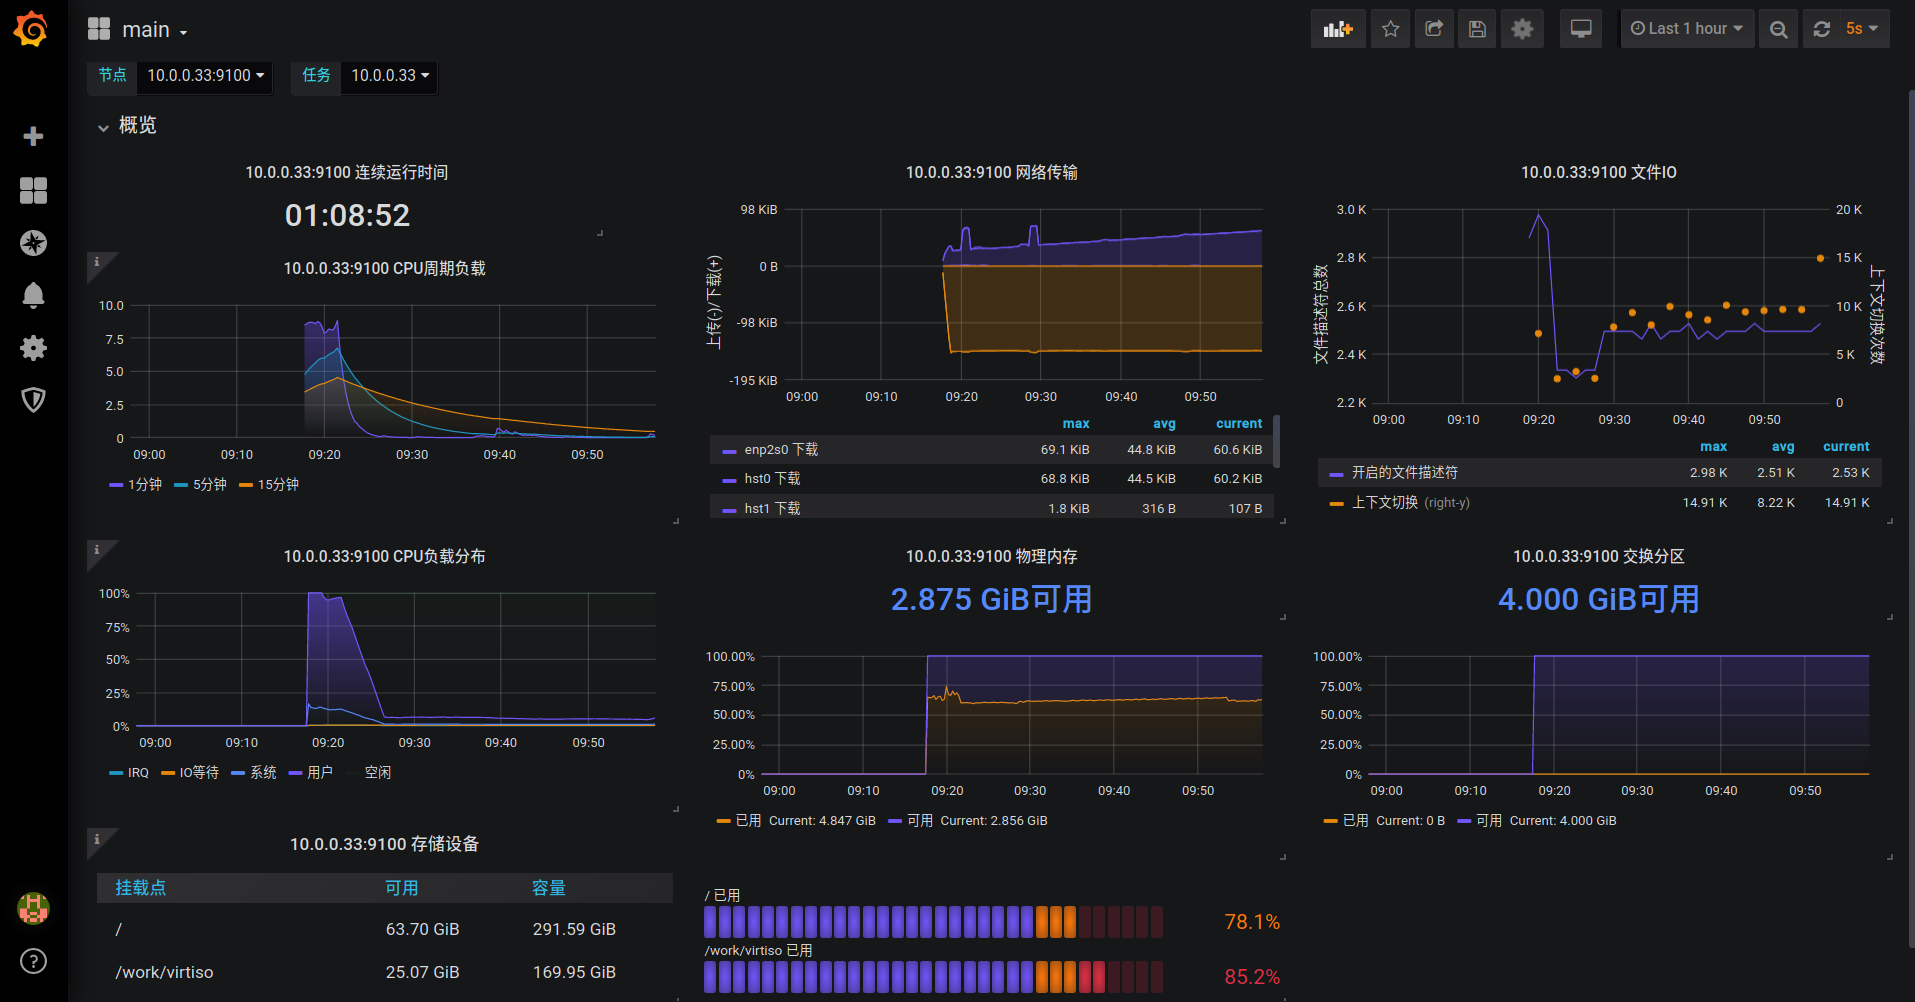 main
Last 1 hour
5s
节点 10.0.0.33:9100
任务 10.0.0.33
概览
10.0.0.33:9100 连续运行时间
01:08:52
10.0.0.33:9100 CPU周期负载
10.0
7.5
5.0
2.5
0
09:00 09:10 09:20 09:30 09:40 09:50
1分钟 5分钟 15分钟
10.0.0.33:9100 网络传输
上传(-)/下载(+)
98 KiB
0 B
-98 KiB
-195 KiB
09:00 09:10 09:20 09:30 09:40 09:50
max avg current
enp2s0 下载 69.1 KiB 44.8 KiB 60.6 KiB
hst0 下载 68.8 KiB 44.5 KiB 60.2 KiB
hst1 下载 1.8 KiB 316 B 107 B
10.0.0.33:9100 文件IO
文件描述符总数
3.0 K
2.8 K
2.6 K
2.4 K
2.2 K
20 K
15 K
10 K
5 K
0
上下文切换次数
09:00 09:10 09:20 09:30 09:40 09:50
max avg current
开启的文件描述符 2.98 K 2.51 K 2.53 K
上下文切换 (right-y) 14.91 K 8.22 K 14.91 K
10.0.0.33:9100 CPU负载分布
100%
75%
50%
25%
0%
09:00 09:10 09:20 09:30 09:40 09:50
IRQ IO等待 系统 用户 空闲
10.0.0.33:9100 物理内存
2.875 GiB可用
100.00%
75.00%
50.00%
25.00%
0%
09:00 09:10 09:20 09:30 09:40 09:50
已用 Current: 4.847 GiB 可用 Current: 2.856 GiB
10.0.0.33:9100 交换分区
4.000 GiB可用
100.00%
75.00%
50.00%
25.00%
0%
09:00 09:10 09:20 09:30 09:40 09:50
已用 Current: 0 B 可用 Current: 4.000 GiB
10.0.0.33:9100 存储设备
挂载点 可用 容量
/ 63.70 GiB 291.59 GiB
/work/virtiso 25.07 GiB 169.95 GiB
/ 已用
78.1%
/work/virtiso 已用
85.2%